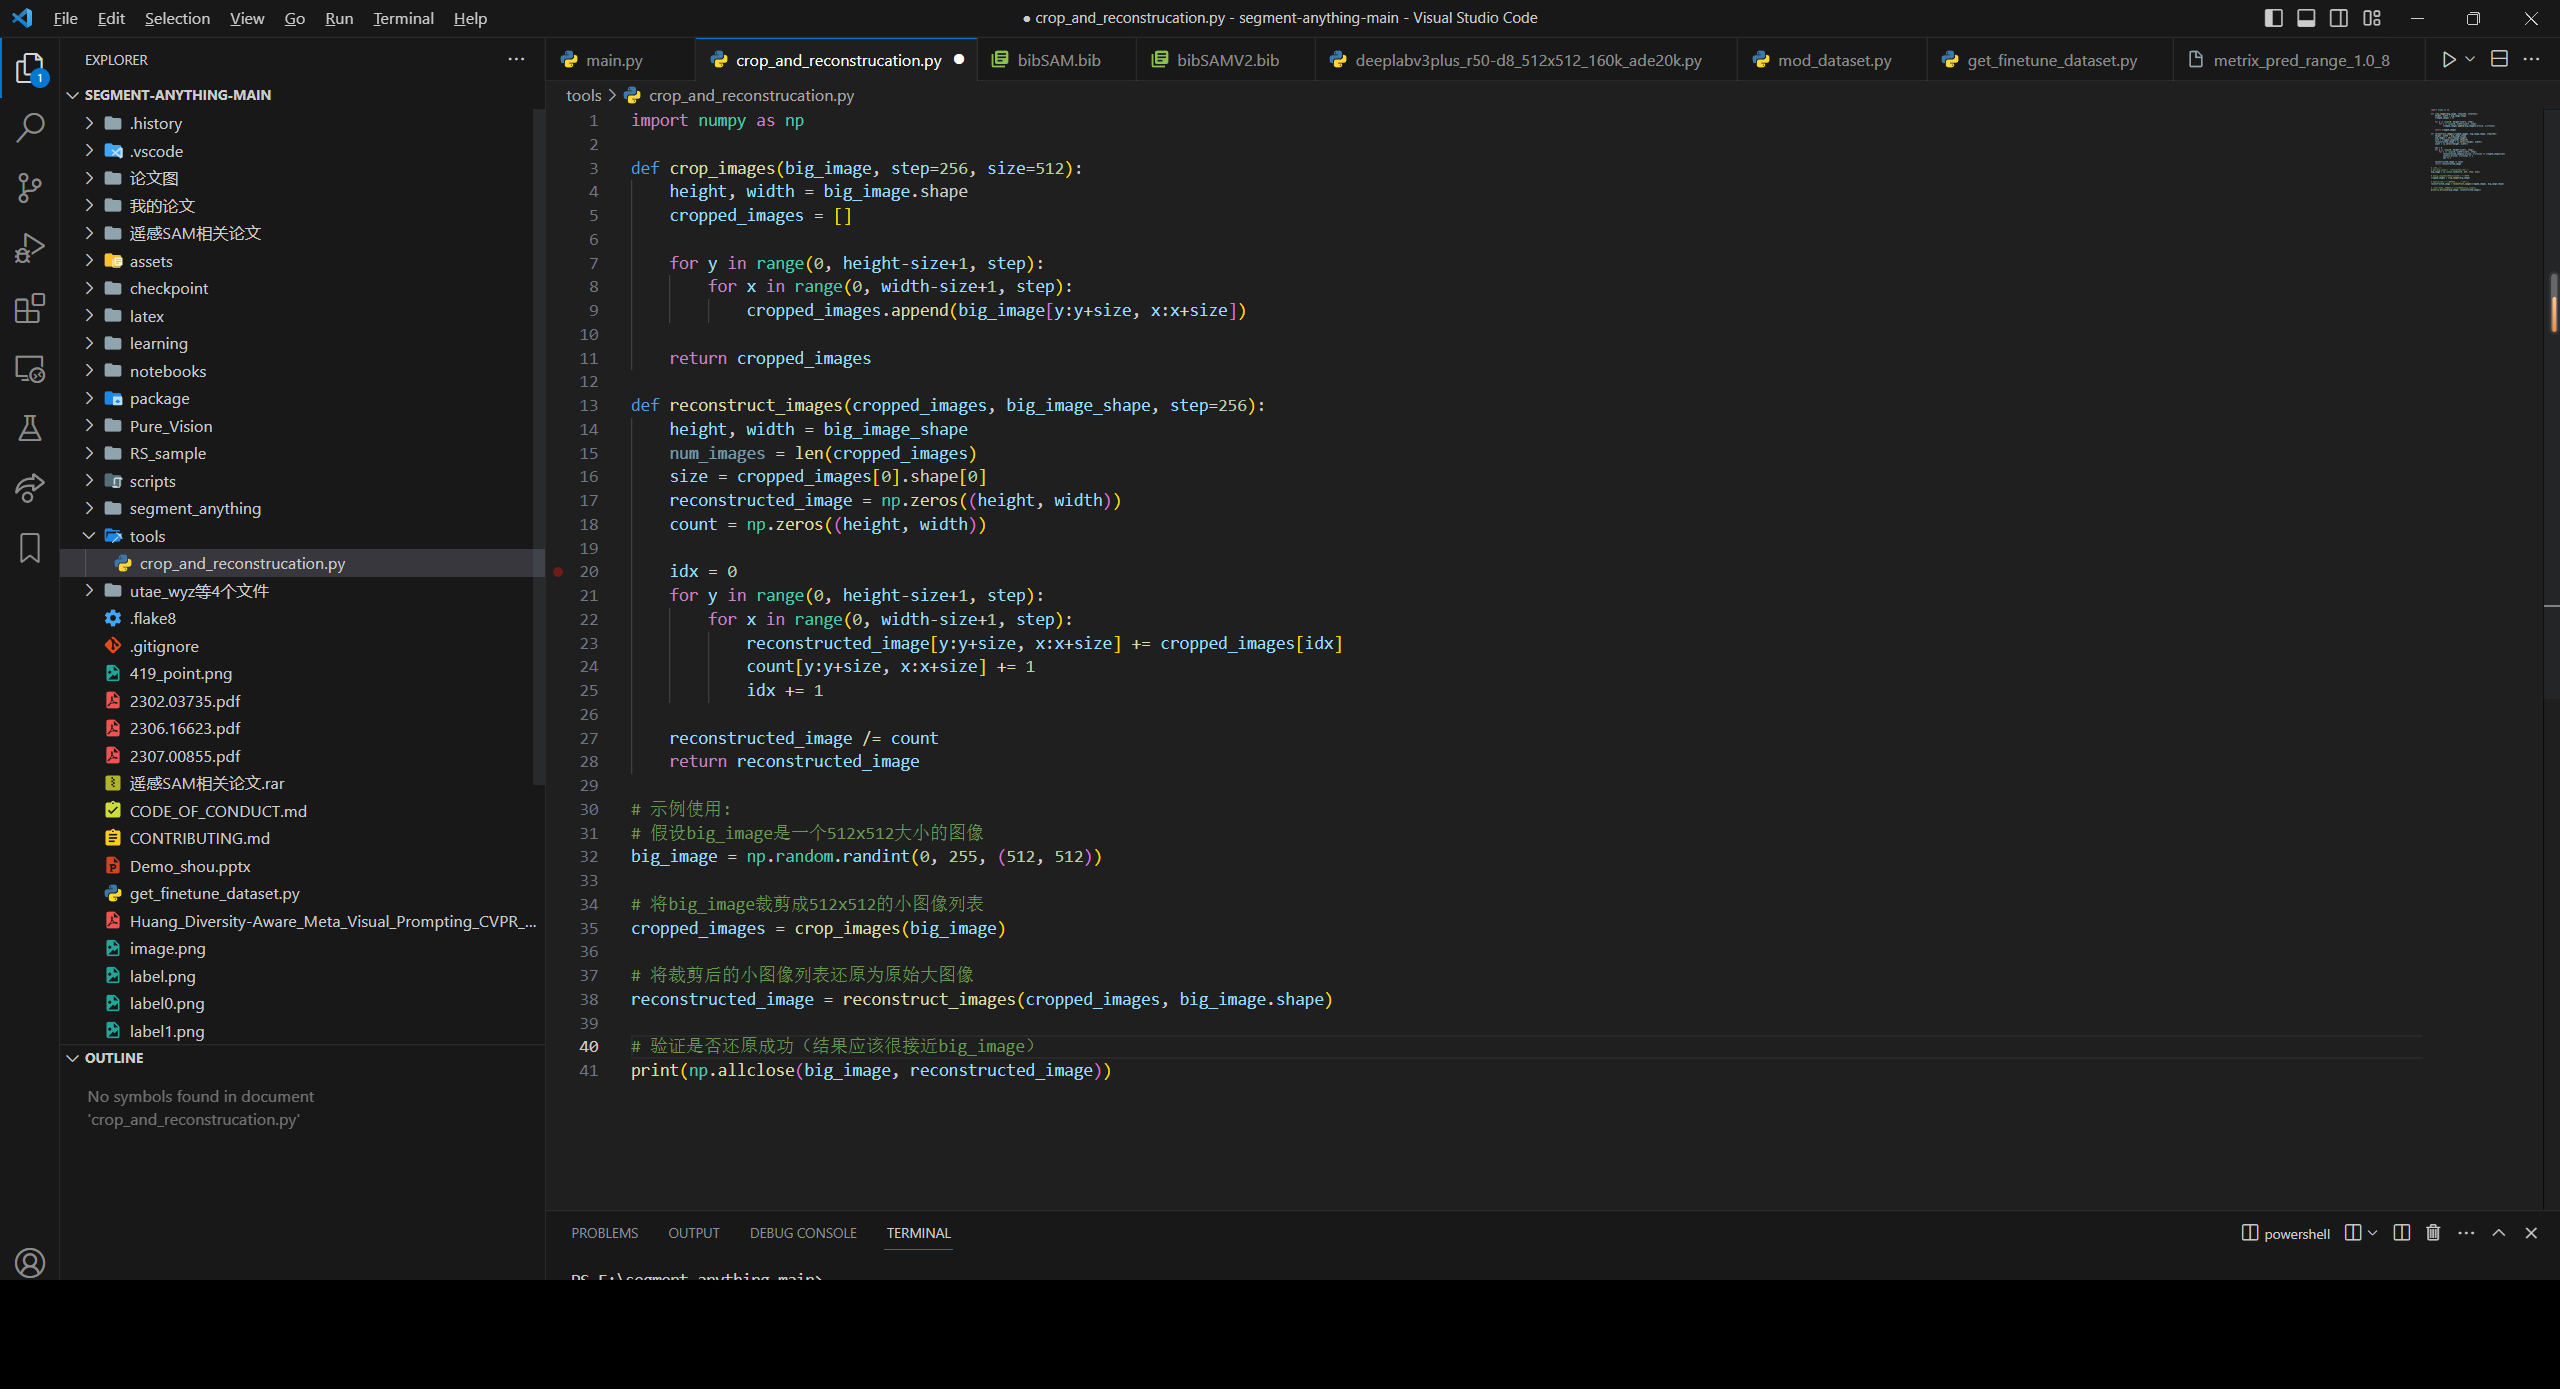 File Edit Selection View Go Run Terminal Help
● crop_and_reconstrucation.py - segment-anything-main - Visual Studio Code
EXPLORER
1
SEGMENT-ANYTHING-MAIN
.history
.vscode
论文图
我的论文
遥感SAM相关论文
assets
checkpoint
latex
learning
notebooks
package
Pure_Vision
RS_sample
scripts
segment_anything
tools
crop_and_reconstrucation.py
utae_wyz等4个文件
.flake8
.gitignore
419_point.png
2302.03735.pdf
2306.16623.pdf
2307.00855.pdf
遥感SAM相关论文.rar
CODE_OF_CONDUCT.md
CONTRIBUTING.md
Demo_shou.pptx
get_finetune_dataset.py
Huang_Diversity-Aware_Meta_Visual_Prompting_CVPR_...
image.png
label.png
label0.png
label1.png
OUTLINE
No symbols found in document
'crop_and_reconstrucation.py'
main.py crop_and_reconstrucation.py bibSAM.bib bibSAMV2.bib deeplabv3plus_r50-d8_512x512_160k_ade20k.py mod_dataset.py get_finetune_dataset.py metrix_pred_range_1.0_8
tools > crop_and_reconstrucation.py
1 import numpy as np
2
3 def crop_images(big_image, step=256, size=512):
4 height, width = big_image.shape
5 cropped_images = []
6
7 for y in range(0, height-size+1, step):
8 for x in range(0, width-size+1, step):
9 cropped_images.append(big_image[y:y+size, x:x+size])
10
11 return cropped_images
12
13 def reconstruct_images(cropped_images, big_image_shape, step=256):
14 height, width = big_image_shape
15 num_images = len(cropped_images)
16 size = cropped_images[0].shape[0]
17 reconstructed_image = np.zeros((height, width))
18 count = np.zeros((height, width))
19
20 idx = 0
21 for y in range(0, height-size+1, step):
22 for x in range(0, width-size+1, step):
23 reconstructed_image[y:y+size, x:x+size] += cropped_images[idx]
24 count[y:y+size, x:x+size] += 1
25 idx += 1
26
27 reconstructed_image /= count
28 return reconstructed_image
29
30 # 示例使用:
31 # 假设big_image是一个512x512大小的图像
32 big_image = np.random.randint(0, 255, (512, 512))
33
34 # 将big_image裁剪成512x512的小图像列表
35 cropped_images = crop_images(big_image)
36
37 # 将裁剪后的小图像列表还原为原始大图像
38 reconstructed_image = reconstruct_images(cropped_images, big_image.shape)
39
40 # 验证是否还原成功（结果应该很接近big_image）
41 print(np.allclose(big_image, reconstructed_image))
PROBLEMS OUTPUT DEBUG CONSOLE TERMINAL
powershell
PS E:\segment-anything-main>